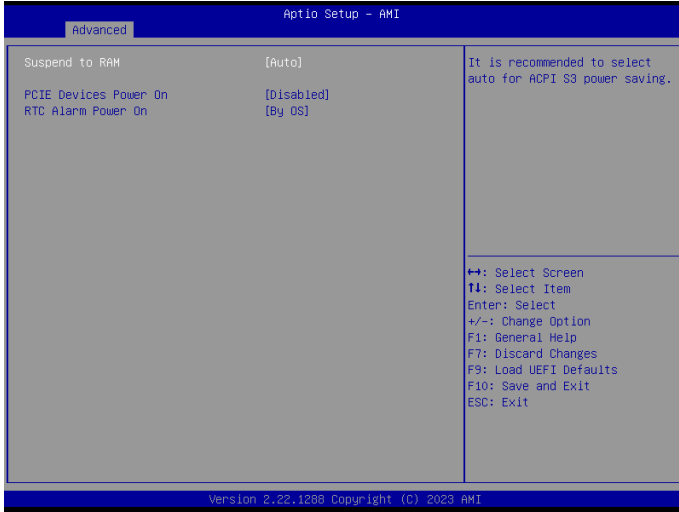 Aptio Setup - AMI
Advanced
Suspend to RAM [Auto]
PCIE Devices Power On [Disabled]
RTC Alarm Power On [By OS]
It is recommended to select
auto for ACPI S3 power saving.
↔: Select Screen
↑↓: Select Item
Enter: Select
+/-: Change Option
F1: General Help
F7: Discard Changes
F9: Load UEFI Defaults
F10: Save and Exit
ESC: Exit
Version 2.22.1288 Copyright (C) 2023 AMI